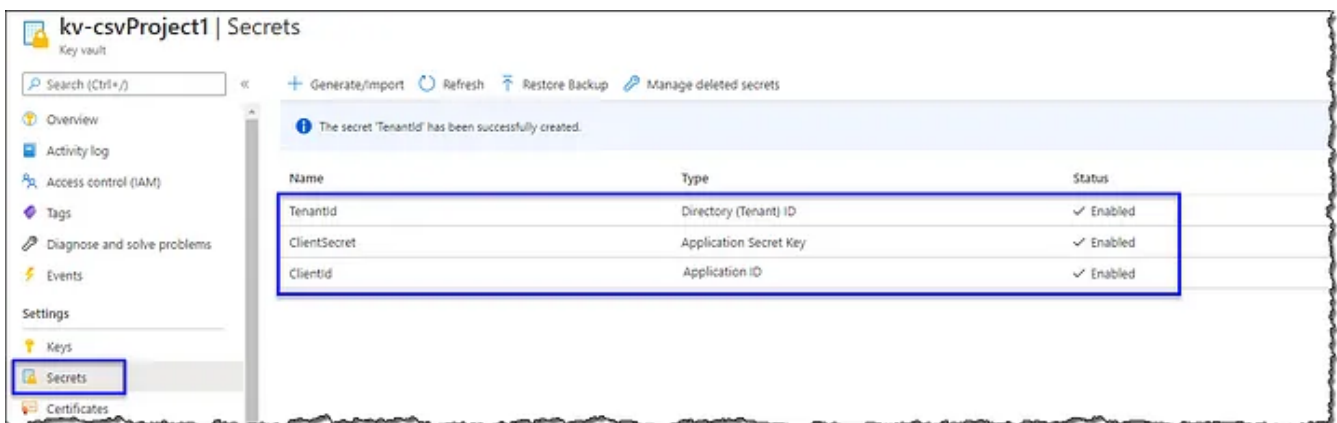 kv-csvProject1 | Secrets
Key vault
Search (Ctrl+/)
«
Generate/Import Refresh Restore Backup Manage deleted secrets
Overview
Activity log
Access control (IAM)
Tags
Diagnose and solve problems
Events
Settings
Keys
Secrets
Certificates
The secret 'TenantId' has been successfully created.
Name Type Status
TenantId Directory (Tenant) ID Enabled
ClientSecret Application Secret Key Enabled
ClientId Application ID Enabled